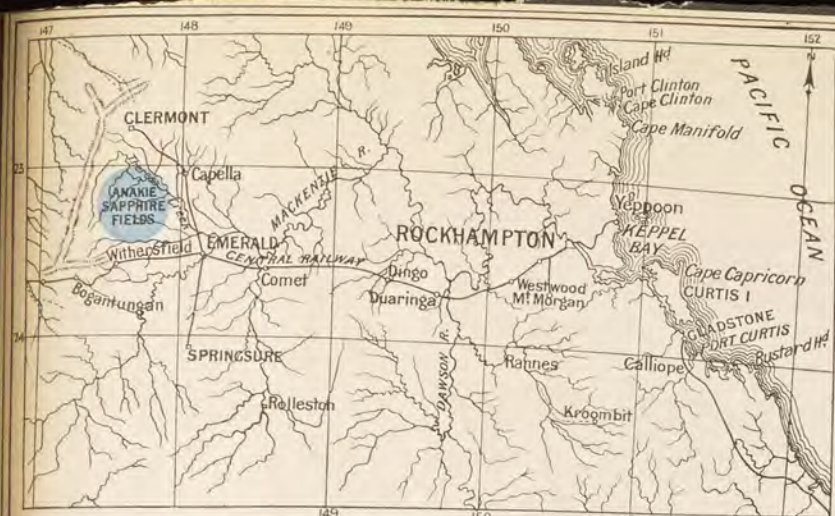 147
148
149
150
151
152
PACIFIC OCEAN
Island Hd.
Port Clinton
Cape Clinton
Cape Manifold
CLERMONT
23
Capella
MACKENZIE R.
ANAKIE
SAPPHIRE
FIELDS
Yeppoon
ROCKHAMPTON
KEPPEL
BAY
Withersfield
EMERALD
CENTRAL RAILWAY
Comet
Dingo
Duaringa
Westwood
Mt. Morgan
Cape Capricorn
CURTIS I
Bogantungan
GLADSTONE
PORT CURTIS
Bustard Hd.
24
SPRINGSURE
DAWSON R.
Rannes
Calliope
Rolleston
Kroombit
149
150